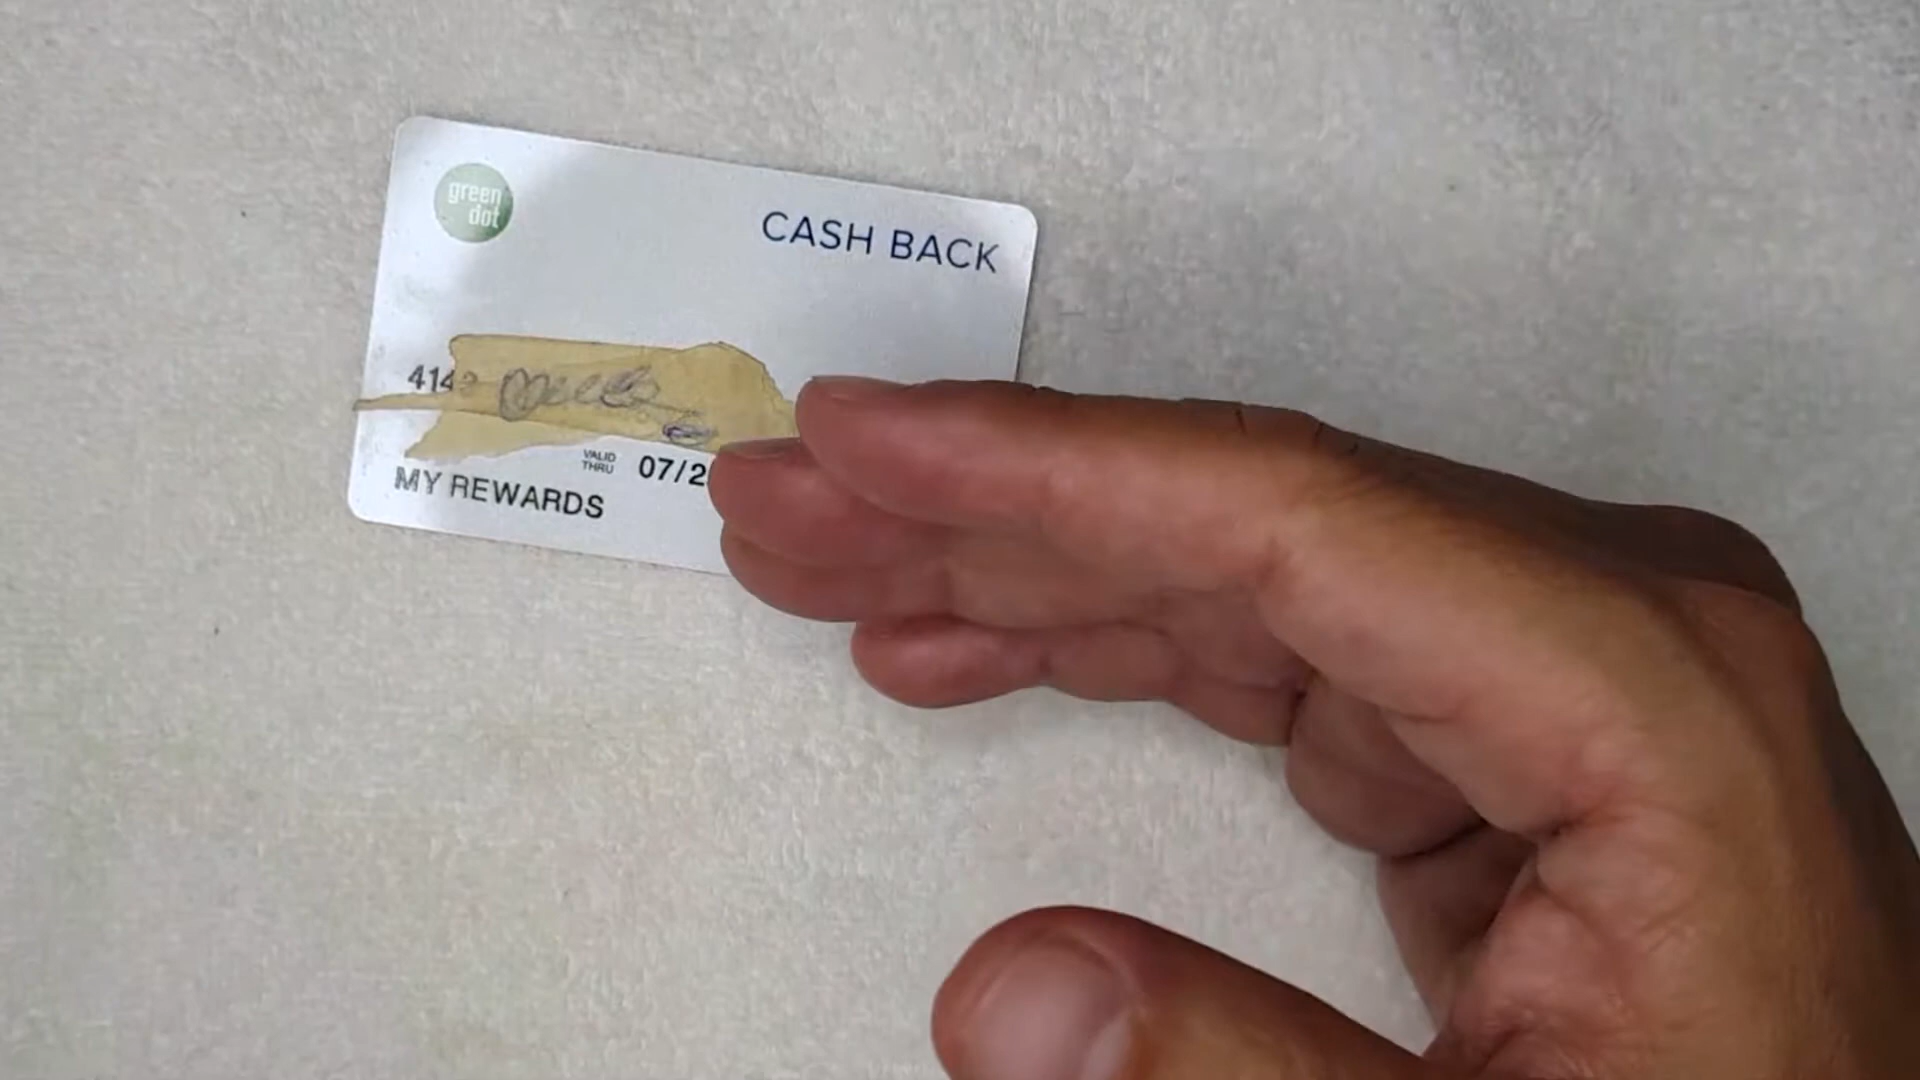 green
dot
CASH BACK
414
VALID
THRU
07/2
MY REWARDS